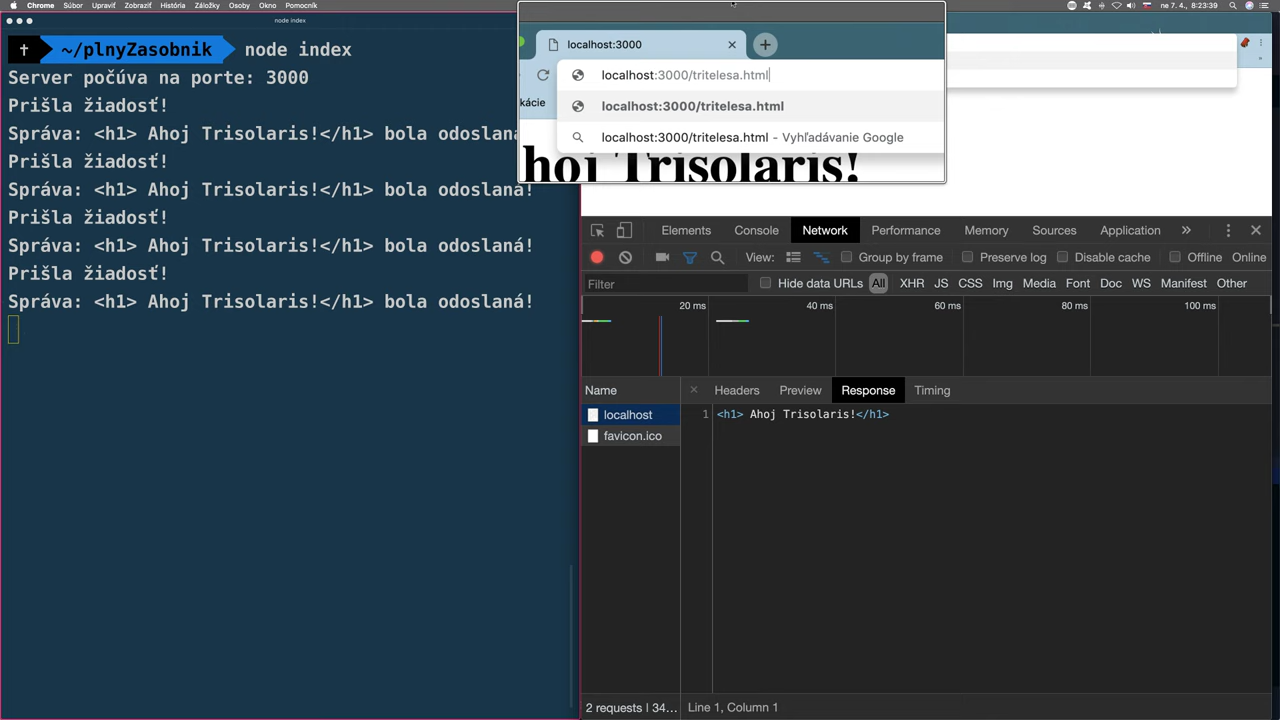 Chrome Súbor Upraviť Zobraziť História Záložky Osoby Okno Pomocník
ne 7. 4., 8:23:39
node index
✝ ~/plnyZasobnik node index
Server počúva na porte: 3000
Prišla žiadosť!
Správa: <h1> Ahoj Trisolaris!</h1> bola odoslaná
Prišla žiadosť!
Správa: <h1> Ahoj Trisolaris!</h1> bola odoslaná!
Prišla žiadosť!
Správa: <h1> Ahoj Trisolaris!</h1> bola odoslaná!
Prišla žiadosť!
Správa: <h1> Ahoj Trisolaris!</h1> bola odoslaná!
localhost:3000
localhost:3000/tritelesa.html
kácie
localhost:3000/tritelesa.html
localhost:3000/tritelesa.html - Vyhľadávanie Google
hoj Trisolaris!
Elements Console Network Performance Memory Sources Application
View: Group by frame Preserve log Disable cache Offline Online
Filter Hide data URLs All XHR JS CSS Img Media Font Doc WS Manifest Other
20 ms 40 ms 60 ms 80 ms 100 ms
Name Headers Preview Response Timing
localhost
favicon.ico
1 <h1> Ahoj Trisolaris!</h1>
2 requests | 34... Line 1, Column 1